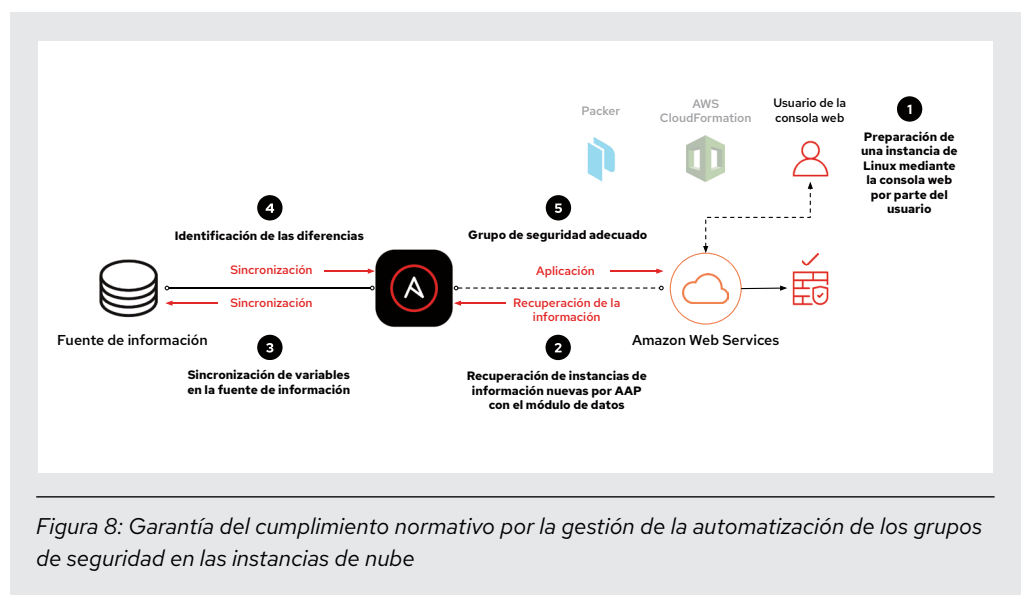 Packer
AWS
CloudFormation
Usuario de la
consola web
1
Preparación de
una instancia de
Linux mediante
la consola web
por parte del
usuario
4
Identificación de las diferencias
5
Grupo de seguridad adecuado
Sincronización
Sincronización
Aplicación
Recuperación de la
información
Fuente de información
Amazon Web Services
3
Sincronización de variables
en la fuente de información
2
Recuperación de instancias de
información nuevas por AAP
con el módulo de datos
Figura 8: Garantía del cumplimiento normativo por la gestión de la automatización de los grupos
de seguridad en las instancias de nube